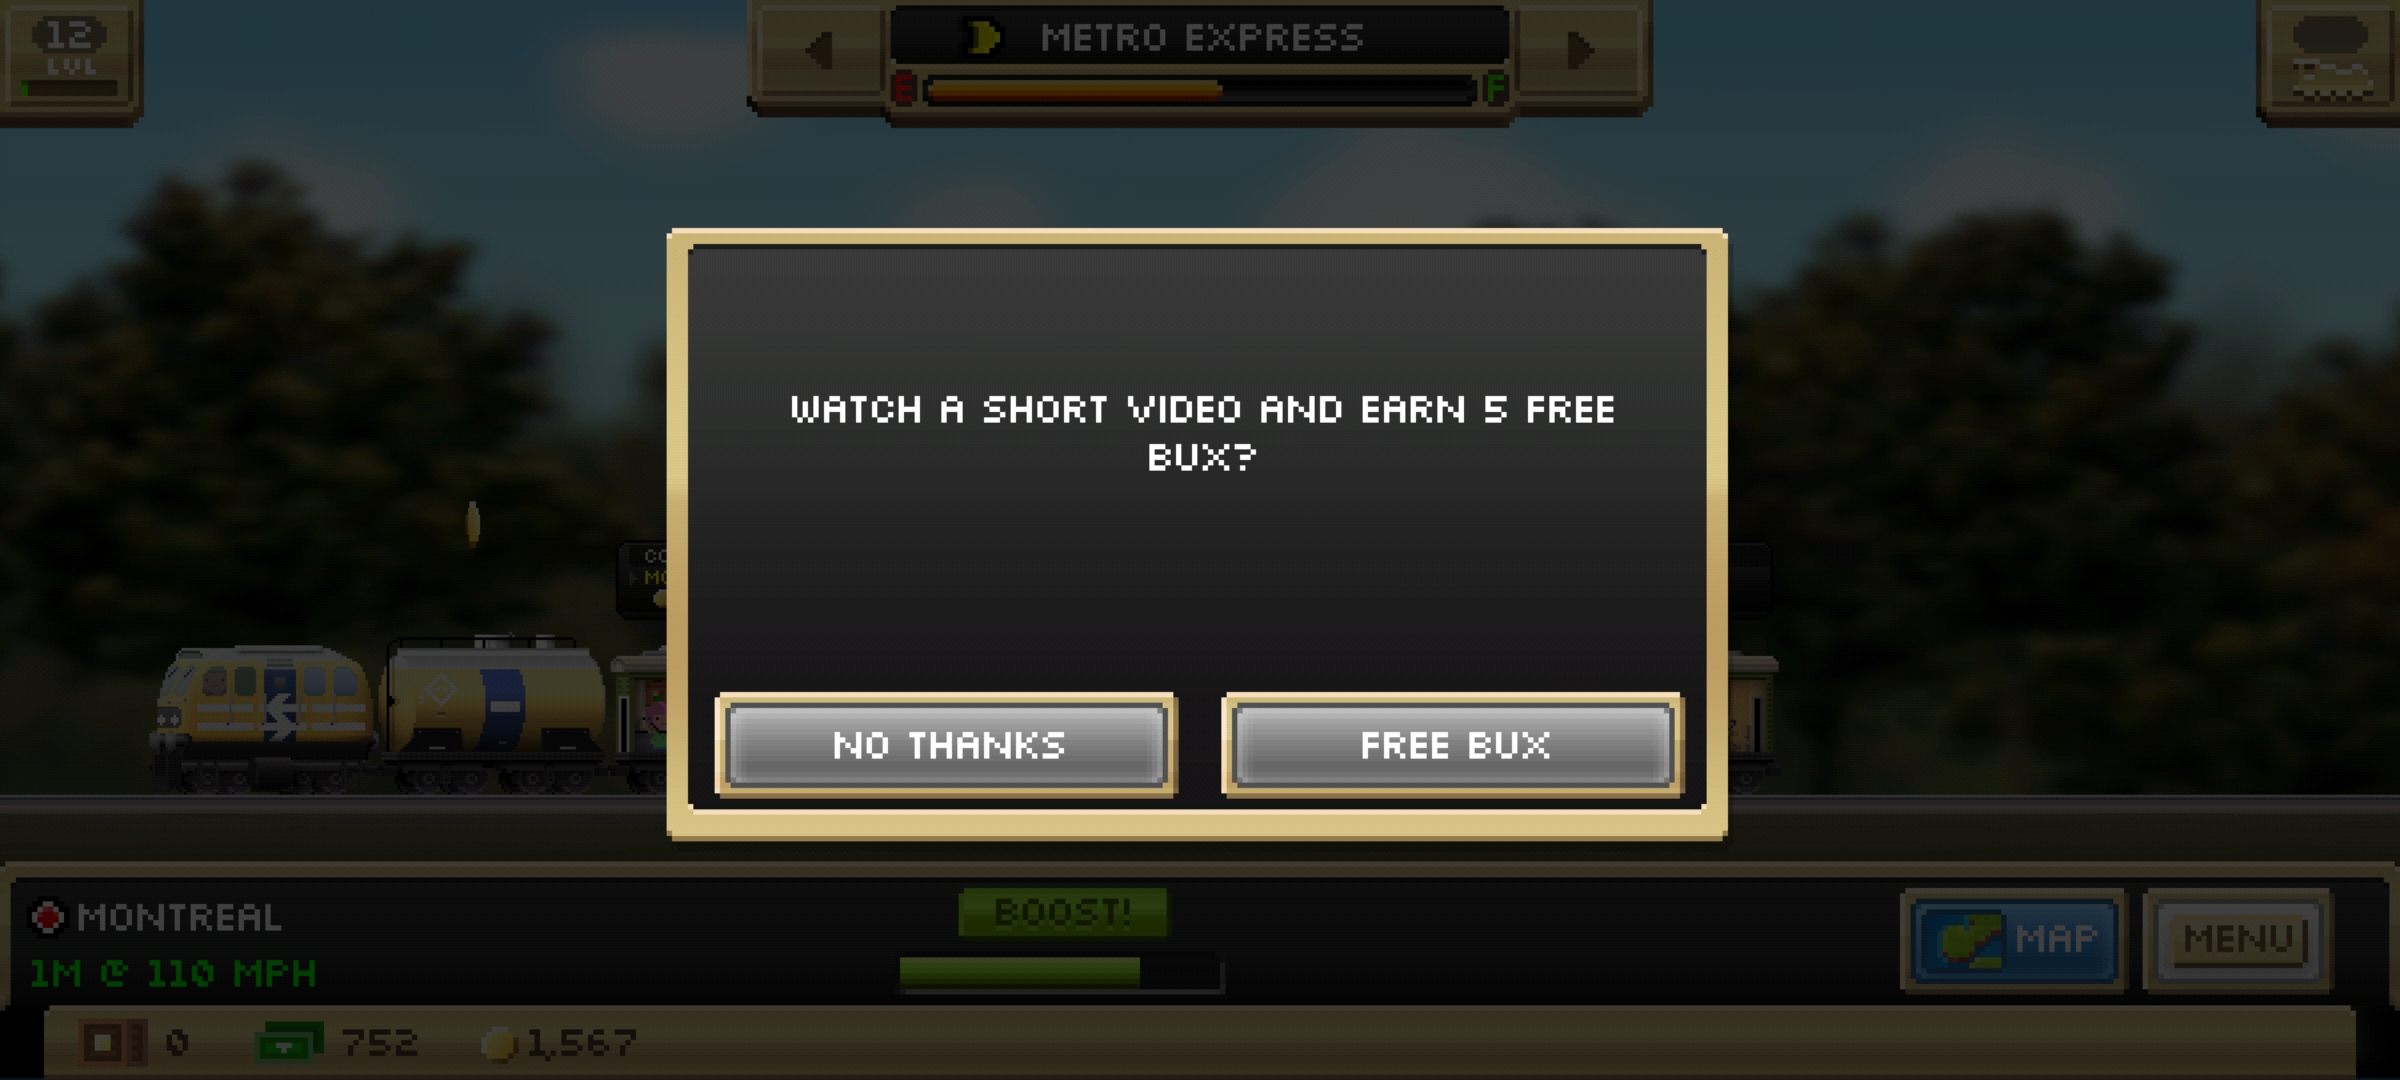 12
LVL
METRO EXPRESS
E
F
WATCH A SHORT VIDEO AND EARN 5 FREE
BUX?
NO THANKS
FREE BUX
MONTREAL
1M @ 110 MPH
BOOST!
MAP
MENU
0
752
1,567